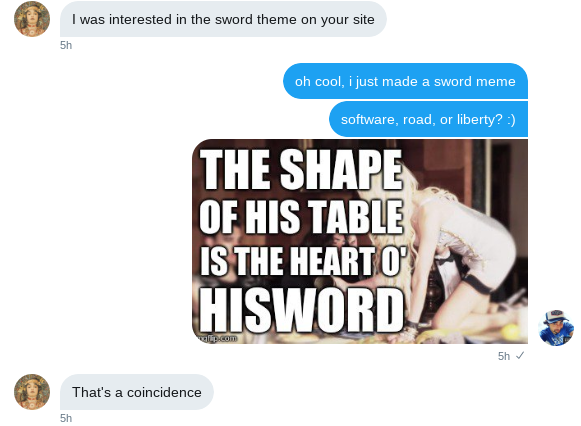 I was interested in the sword theme on your site
5h
oh cool, i just made a sword meme
software, road, or liberty? :)
THE SHAPE
OF HIS TABLE
IS THE HEART O'
HISWORD
5h
That's a coincidence
5h